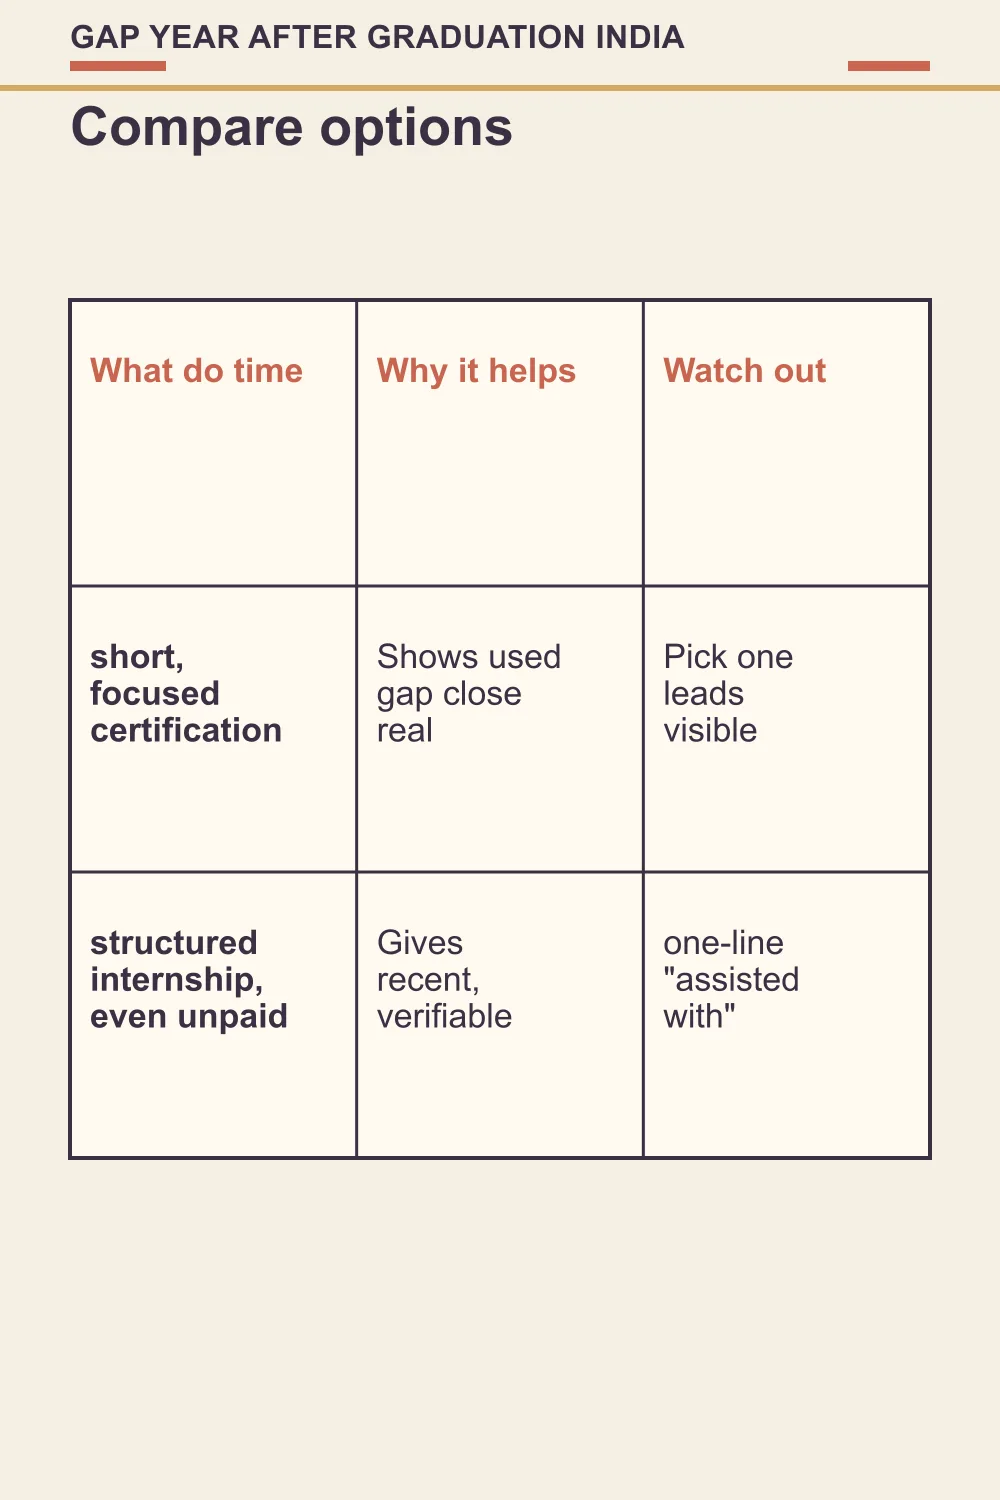 GAP YEAR AFTER GRADUATION INDIA
Compare options
What do time
Why it helps
Watch out
short,
focused
certification
Shows used
gap close
real
Pick one
leads
visible
structured
internship,
even unpaid
Gives
recent,
verifiable
one-line
"assisted
with"